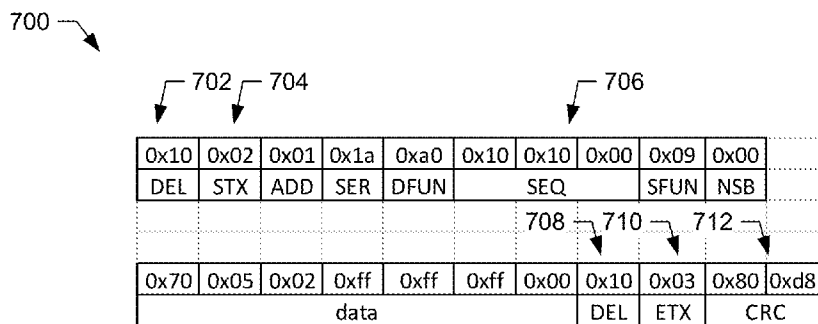 700
702 704 706
0x10 0x02 0x01 0x1a 0xa0 0x10 0x10 0x00 0x09 0x00
DEL STX ADD SER DFUN SEQ SFUN NSB
708 710 712
0x70 0x05 0x02 0xff 0xff 0xff 0x00 0x10 0x03 0x80 0xd8
data DEL ETX CRC